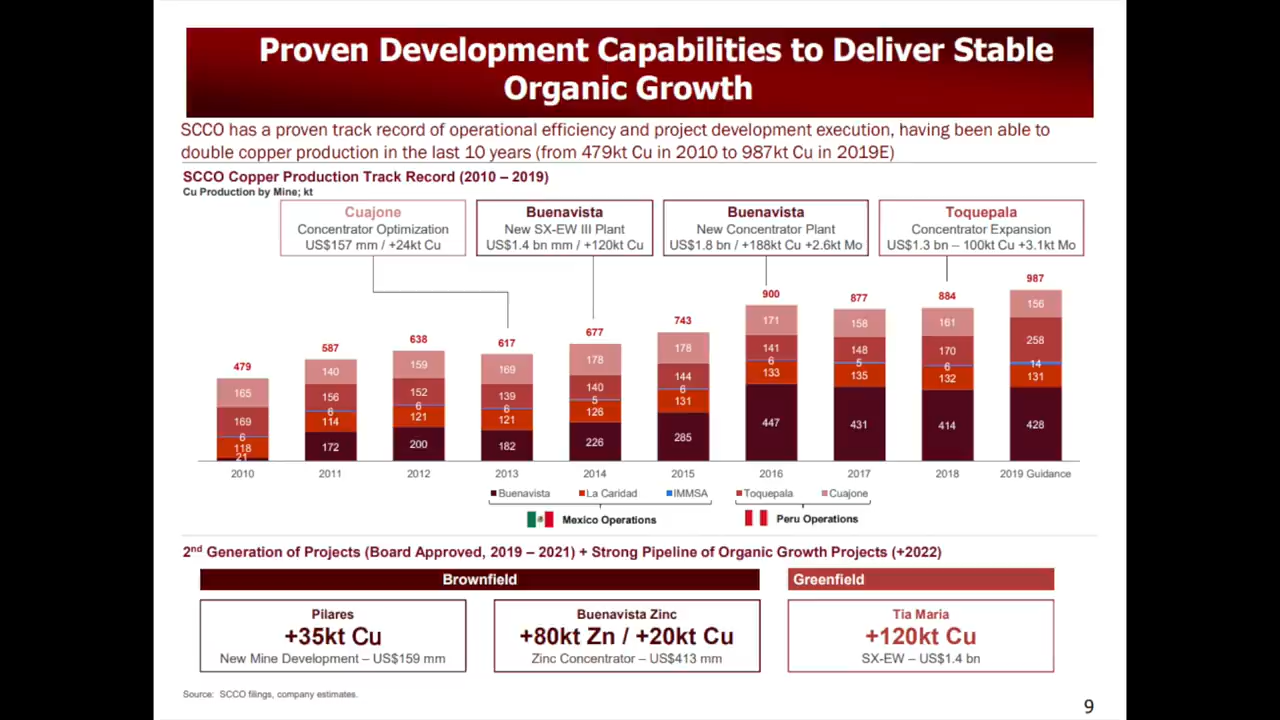 Proven Development Capabilities to Deliver Stable
Organic Growth
SCCO has a proven track record of operational efficiency and project development execution, having been able to
double copper production in the last 10 years (from 479kt Cu in 2010 to 987kt Cu in 2019E)
SCCO Copper Production Track Record (2010 – 2019)
Cu Production by Mine; kt
Cuajone
Concentrator Optimization
US$157 mm / +24kt Cu
Buenavista
New SX-EW III Plant
US$1.4 bn mm / +120kt Cu
Buenavista
New Concentrator Plant
US$1.8 bn / +188kt Cu +2.6kt Mo
Toquepala
Concentrator Expansion
US$1.3 bn – 100kt Cu +3.1kt Mo
479
165
169
6
118
21
587
140
156
6
114
172
638
159
152
6
121
200
617
169
139
6
121
182
677
178
140
5
126
226
743
178
144
6
131
285
900
171
141
6
133
447
877
158
148
5
135
431
884
161
170
6
132
414
987
156
258
14
131
428
2010 2011 2012 2013 2014 2015 2016 2017 2018 2019 Guidance
Buenavista La Caridad IMMSA Toquepala Cuajone
Mexico Operations Peru Operations
2nd Generation of Projects (Board Approved, 2019 – 2021) + Strong Pipeline of Organic Growth Projects (+2022)
Brownfield
Greenfield
Pilares
+35kt Cu
New Mine Development – US$159 mm
Buenavista Zinc
+80kt Zn / +20kt Cu
Zinc Concentrator – US$413 mm
Tia Maria
+120kt Cu
SX-EW – US$1.4 bn
Source: SCCO filings, company estimates.
9